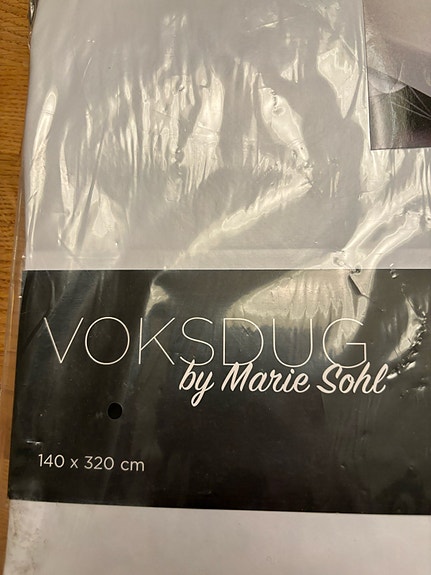 VOKSDUG
by Marie Sohl
140 x 320 cm